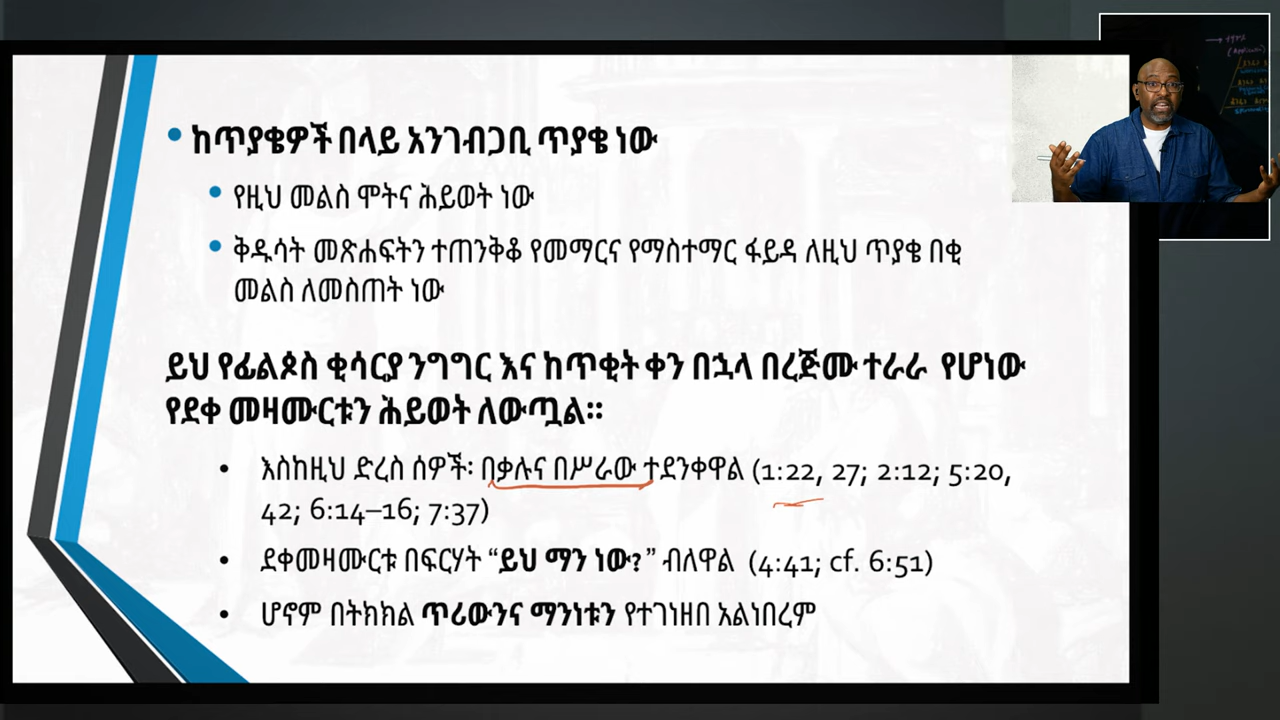 ከጥያቄዎች በላይ አንገብጋቢ ጥያቄ ነው
የዚህ መልስ ሞትና ሕይወት ነው
ቅዱሳት መጽሐፍትን ተጠንቅቆ የመማርና የማስተማር ፋይዳ ለዚህ ጥያቄ በቂ
መልስ ለመስጠት ነው
ይህ የፊልጶስ ቂሳርያ ንግግር እና ከጥቂት ቀን በኋላ በረጅሙ ተራራ የሆነው
የደቀ መዛሙርቱን ሕይወት ለውጧል።
እስከዚህ ድረስ ሰዎች፡ በቃሉና በሥራው ተደንቀዋል (1:22, 27; 2:12; 5:20,
42; 6:14–16; 7:37)
ደቀመዛሙርቱ በፍርሃት “ይህ ማን ነው?” ብለዋል (4:41; cf. 6:51)
ሆኖም በትክክል ጥሪውንና ማንነቱን የተገነዘበ አልነበረም